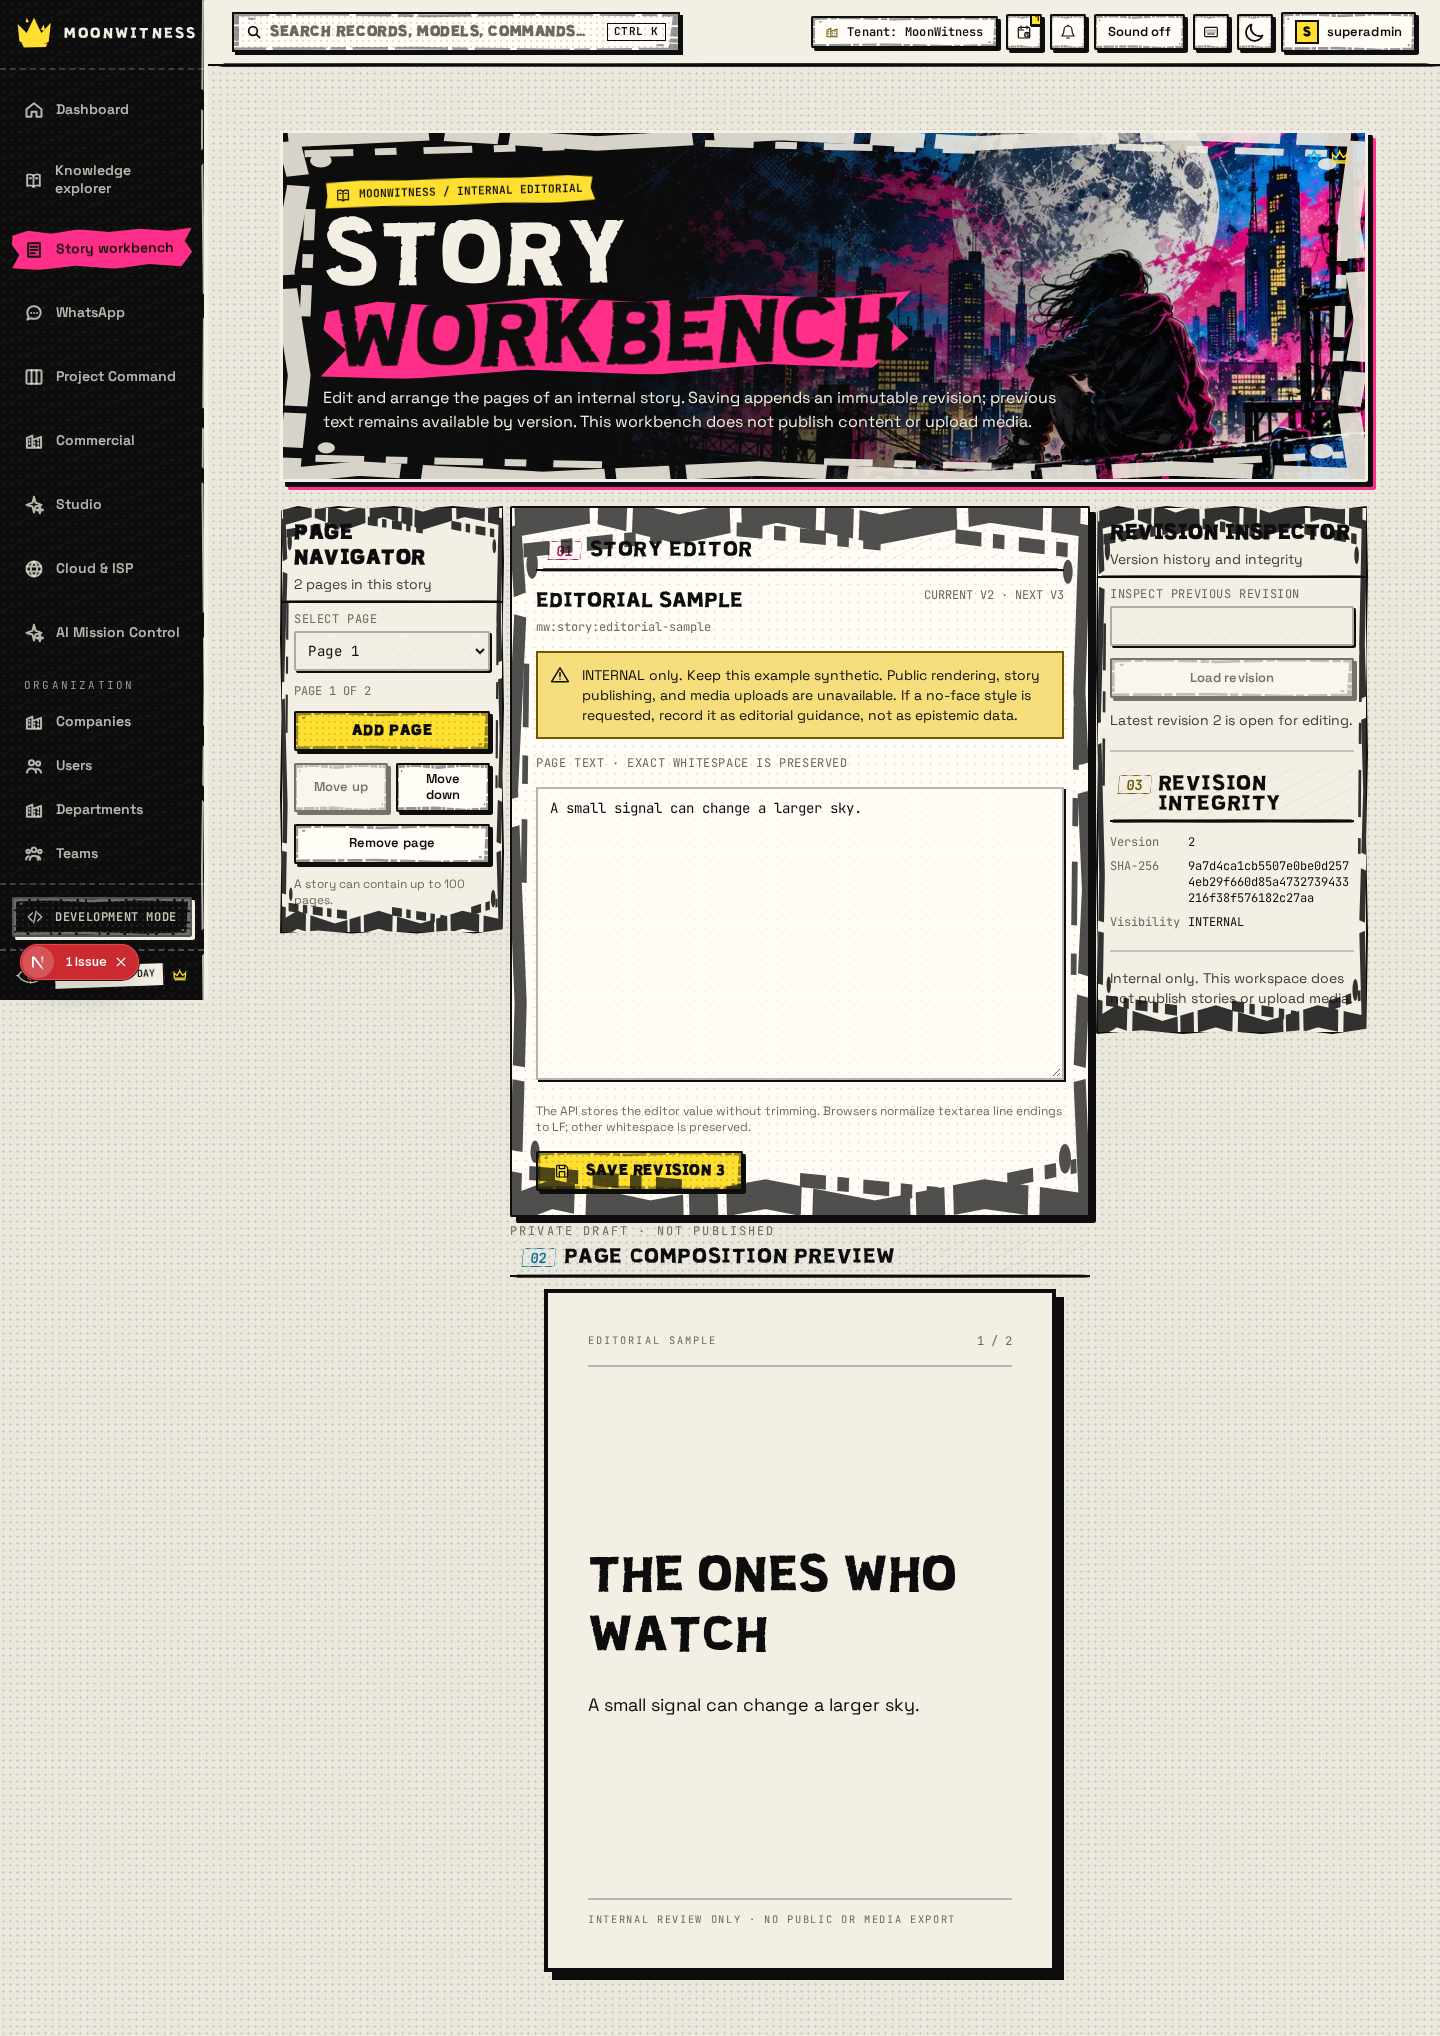 MOONWITNESS
SEARCH RECORDS, MODELS, COMMANDS…
CTRL K
Tenant: MoonWitness
Sound off
S
superadmin
Dashboard
Knowledge
explorer
Story workbench
WhatsApp
Project Command
Commercial
Studio
Cloud & ISP
AI Mission Control
ORGANIZATION
Companies
Users
Departments
Teams
DEVELOPMENT MODE
N
1 Issue
DAY
MOONWITNESS / INTERNAL EDITORIAL
STORY
WORKBENCH
Edit and arrange the pages of an internal story. Saving appends an immutable revision; previous
text remains available by version. This workbench does not publish content or upload media.
PAGE
NAVIGATOR
2 pages in this story
SELECT PAGE
Page 1
PAGE 1 OF 2
ADD PAGE
Move up
Move
down
Remove page
A story can contain up to 100
pages.
01
STORY EDITOR
EDITORIAL SAMPLE
CURRENT V2 · NEXT V3
mw:story:editorial-sample
INTERNAL only. Keep this example synthetic. Public rendering, story
publishing, and media uploads are unavailable. If a no-face style is
requested, record it as editorial guidance, not as epistemic data.
PAGE TEXT · EXACT WHITESPACE IS PRESERVED
A small signal can change a larger sky.
The API stores the editor value without trimming. Browsers normalize textarea line endings
to LF; other whitespace is preserved.
SAVE REVISION 3
REVISION INSPECTOR
Version history and integrity
INSPECT PREVIOUS REVISION
Load revision
Latest revision 2 is open for editing.
03
REVISION
INTEGRITY
Version 2
SHA-256 9a7d4ca1cb5507e0be0d257
4eb29f660d85a4732739433
216f38f576182c27aa
Visibility INTERNAL
Internal only. This workspace does
not publish stories or upload media.
PRIVATE DRAFT · NOT PUBLISHED
02
PAGE COMPOSITION PREVIEW
EDITORIAL SAMPLE
1 / 2
THE ONES WHO
WATCH
A small signal can change a larger sky.
INTERNAL REVIEW ONLY · NO PUBLIC OR MEDIA EXPORT